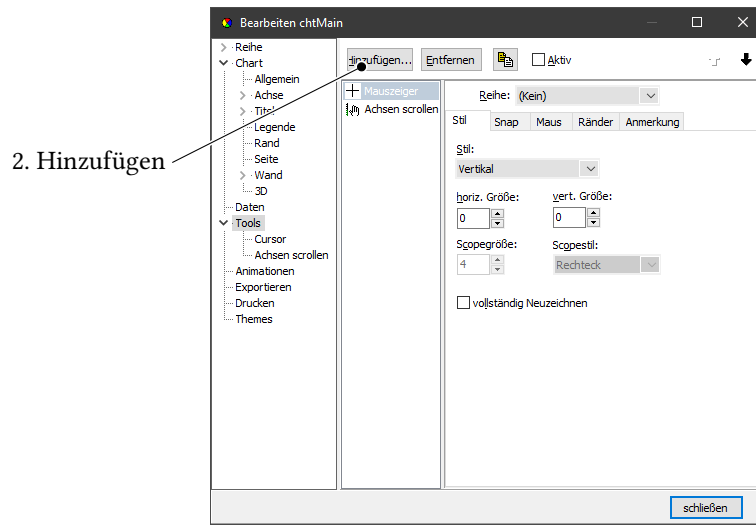 Bearbeiten chtMain
Reihe
Chart
Allgemein
Achse
Titel
Legende
Rand
Seite
Wand
3D
Daten
Tools
Cursor
Achsen scrollen
Animationen
Exportieren
Drucken
Themes
2. Hinzufügen
Hinzufügen... Entfernen Aktiv
Mauszeiger
Achsen scrollen
Reihe: (Kein)
Stil Snap Maus Ränder Anmerkung
Stil:
Vertikal
horiz. Größe: vert. Größe:
0 0
Scopegröße: Scopestil:
4 Rechteck
vollständig Neuzeichnen
schließen